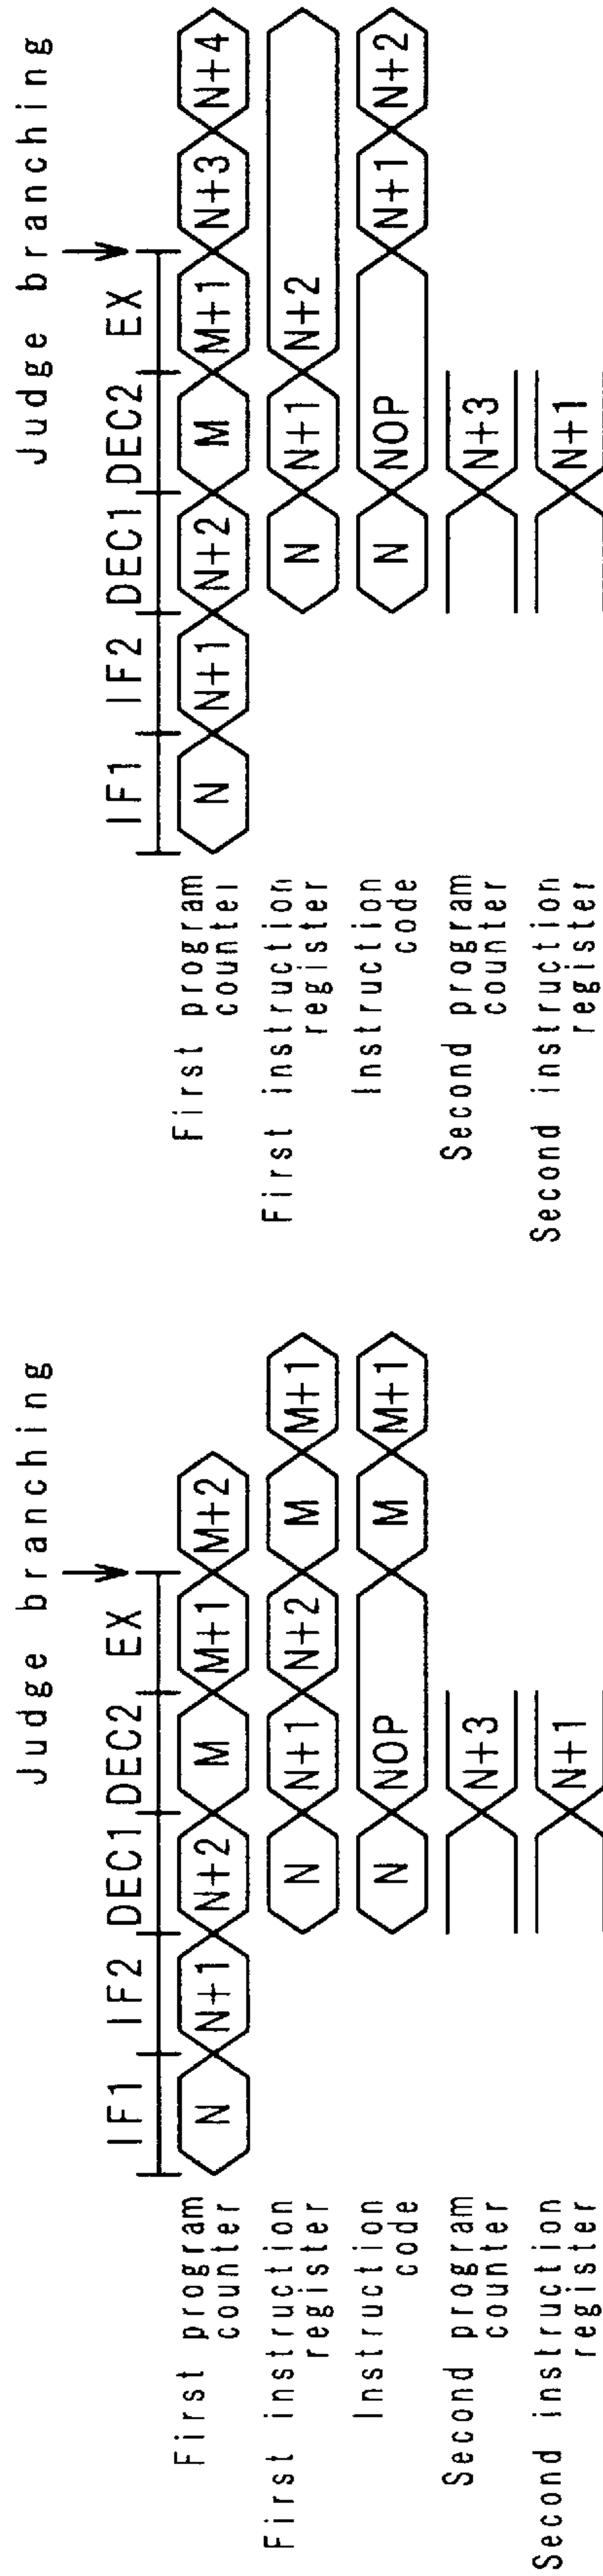 Judge branching
IF1 IF2 DEC1 DEC2 EX
First program
counter
N N+1 N+2 M M+1 M+2
First instruction
register
N N+1 N+2 M M+1
Instruction
code
N NOP M M+1
Second program
counter
N+3
Second instruction
register
N+1
Judge branching
IF1 IF2 DEC1 DEC2 EX
First program
counter
N N+1 N+2 M M+1 N+3 N+4
First instruction
register
N N+1 N+2
Instruction
code
N NOP N+1 N+2
Second program
counter
N+3
Second instruction
register
N+1